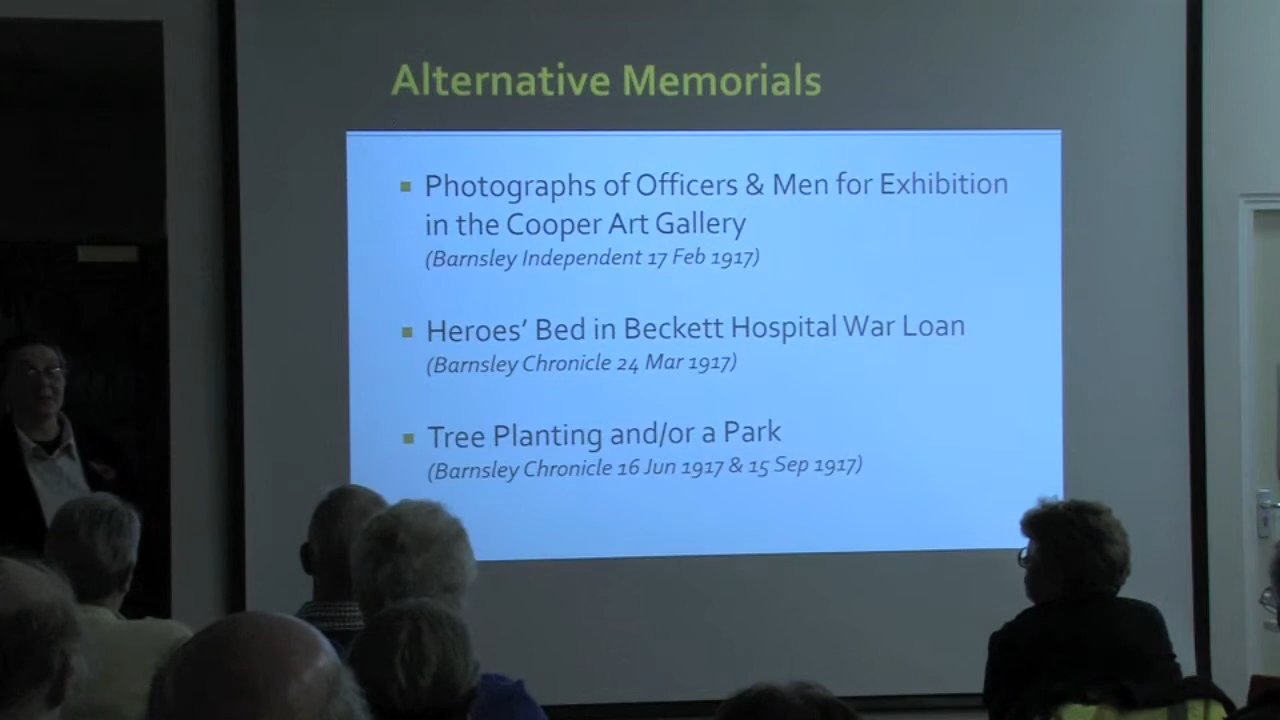 Alternative Memorials
Photographs of Officers & Men for Exhibition
in the Cooper Art Gallery
(Barnsley Independent 17 Feb 1917)
Heroes' Bed in Beckett Hospital War Loan
(Barnsley Chronicle 24 Mar 1917)
Tree Planting and/or a Park
(Barnsley Chronicle 16 Jun 1917 & 15 Sep 1917)